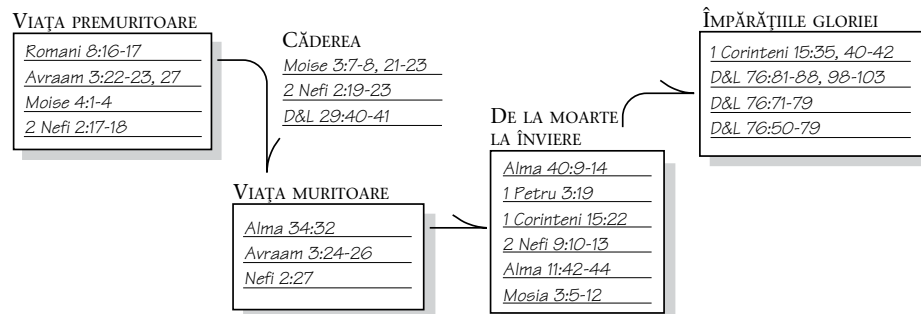 VIAŢA PREMURITOARE
Romani 8:16-17
Avraam 3:22-23, 27
Moise 4:1-4
2 Nefi 2:17-18
CĂDEREA
Moise 3:7-8, 21-23
2 Nefi 2:19-23
D&L 29:40-41
VIAŢA MURITOARE
Alma 34:32
Avraam 3:24-26
Nefi 2:27
DE LA MOARTE
LA ÎNVIERE
Alma 40:9-14
1 Petru 3:19
1 Corinteni 15:22
2 Nefi 9:10-13
Alma 11:42-44
Mosia 3:5-12
ÎMPĂRĂŢIILE GLORIEI
1 Corinteni 15:35, 40-42
D&L 76:81-88, 98-103
D&L 76:71-79
D&L 76:50-79